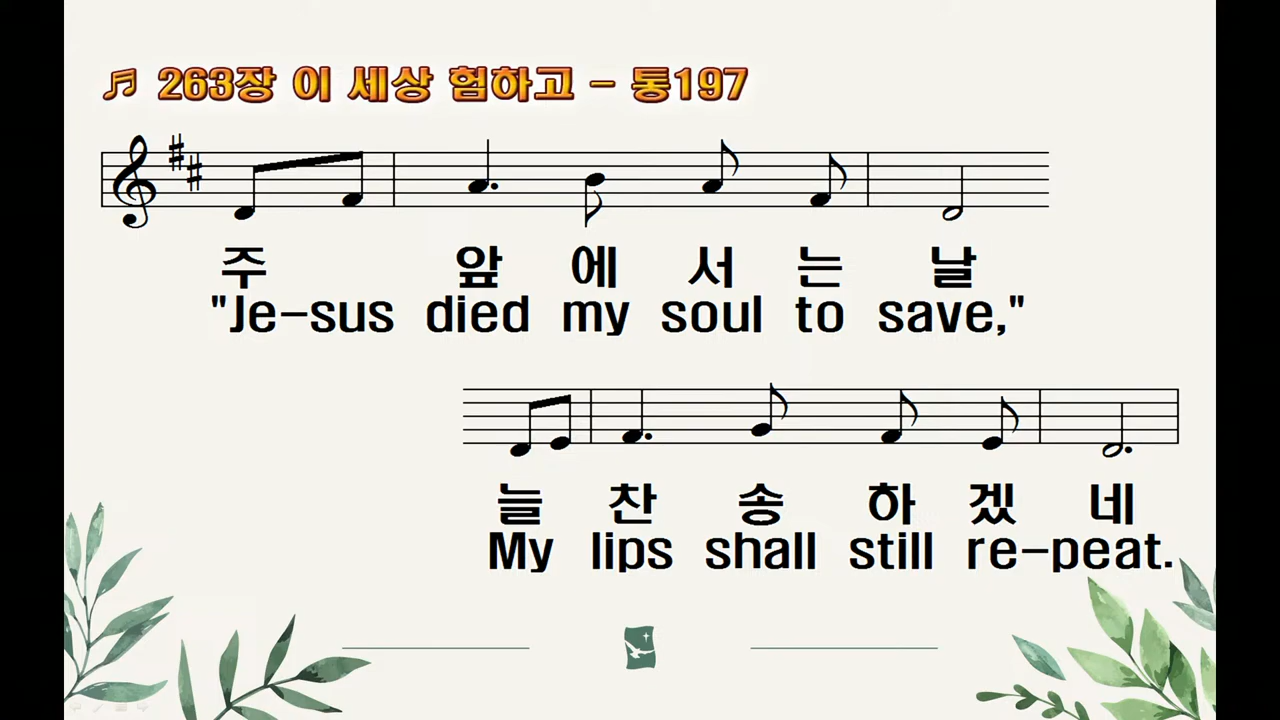 ♬ 263장 이 세상 험하고 - 통197
주 앞 에 서 는 날
"Je-sus died my soul to save,"
늘 찬 송 하 겠 네
My lips shall still re-peat.